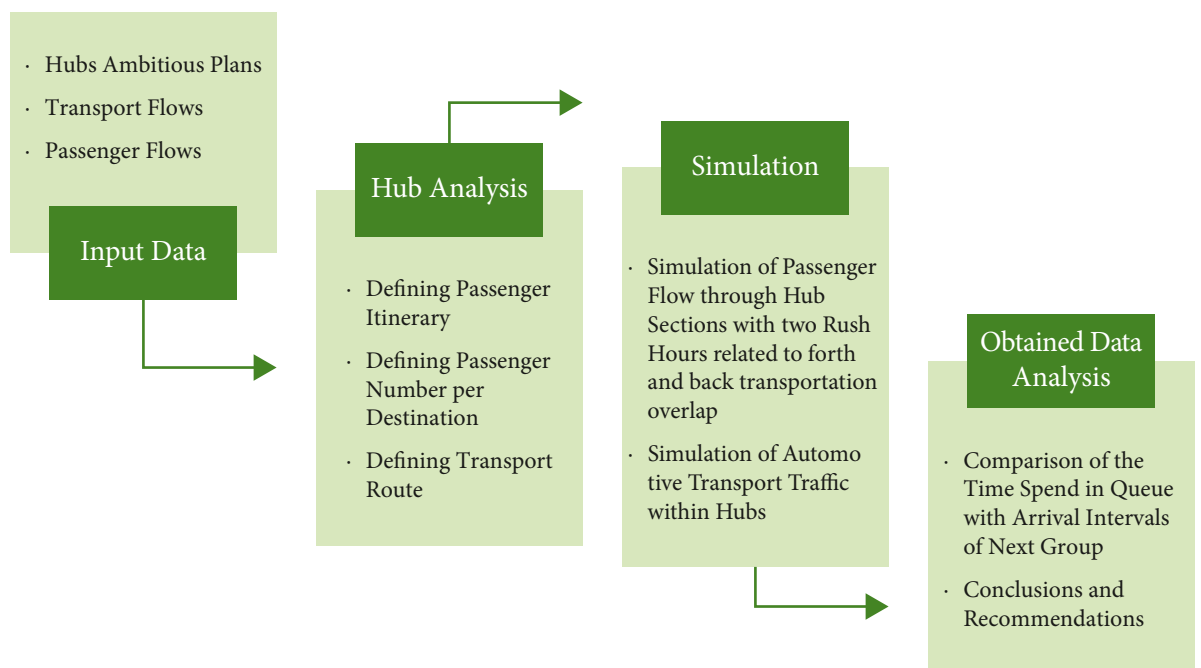 · Hubs Ambitious Plans
· Transport Flows
· Passenger Flows
Input Data
Hub Analysis
· Defining Passenger
Itinerary
· Defining Passenger
Number per
Destination
· Defining Transport
Route
Simulation
· Simulation of Passenger
Flow through Hub
Sections with two Rush
Hours related to forth
and back transportation
overlap
· Simulation of Automo
tive Transport Traffic
within Hubs
Obtained Data
Analysis
· Comparison of the
Time Spend in Queue
with Arrival Intervals
of Next Group
· Conclusions and
Recommendations